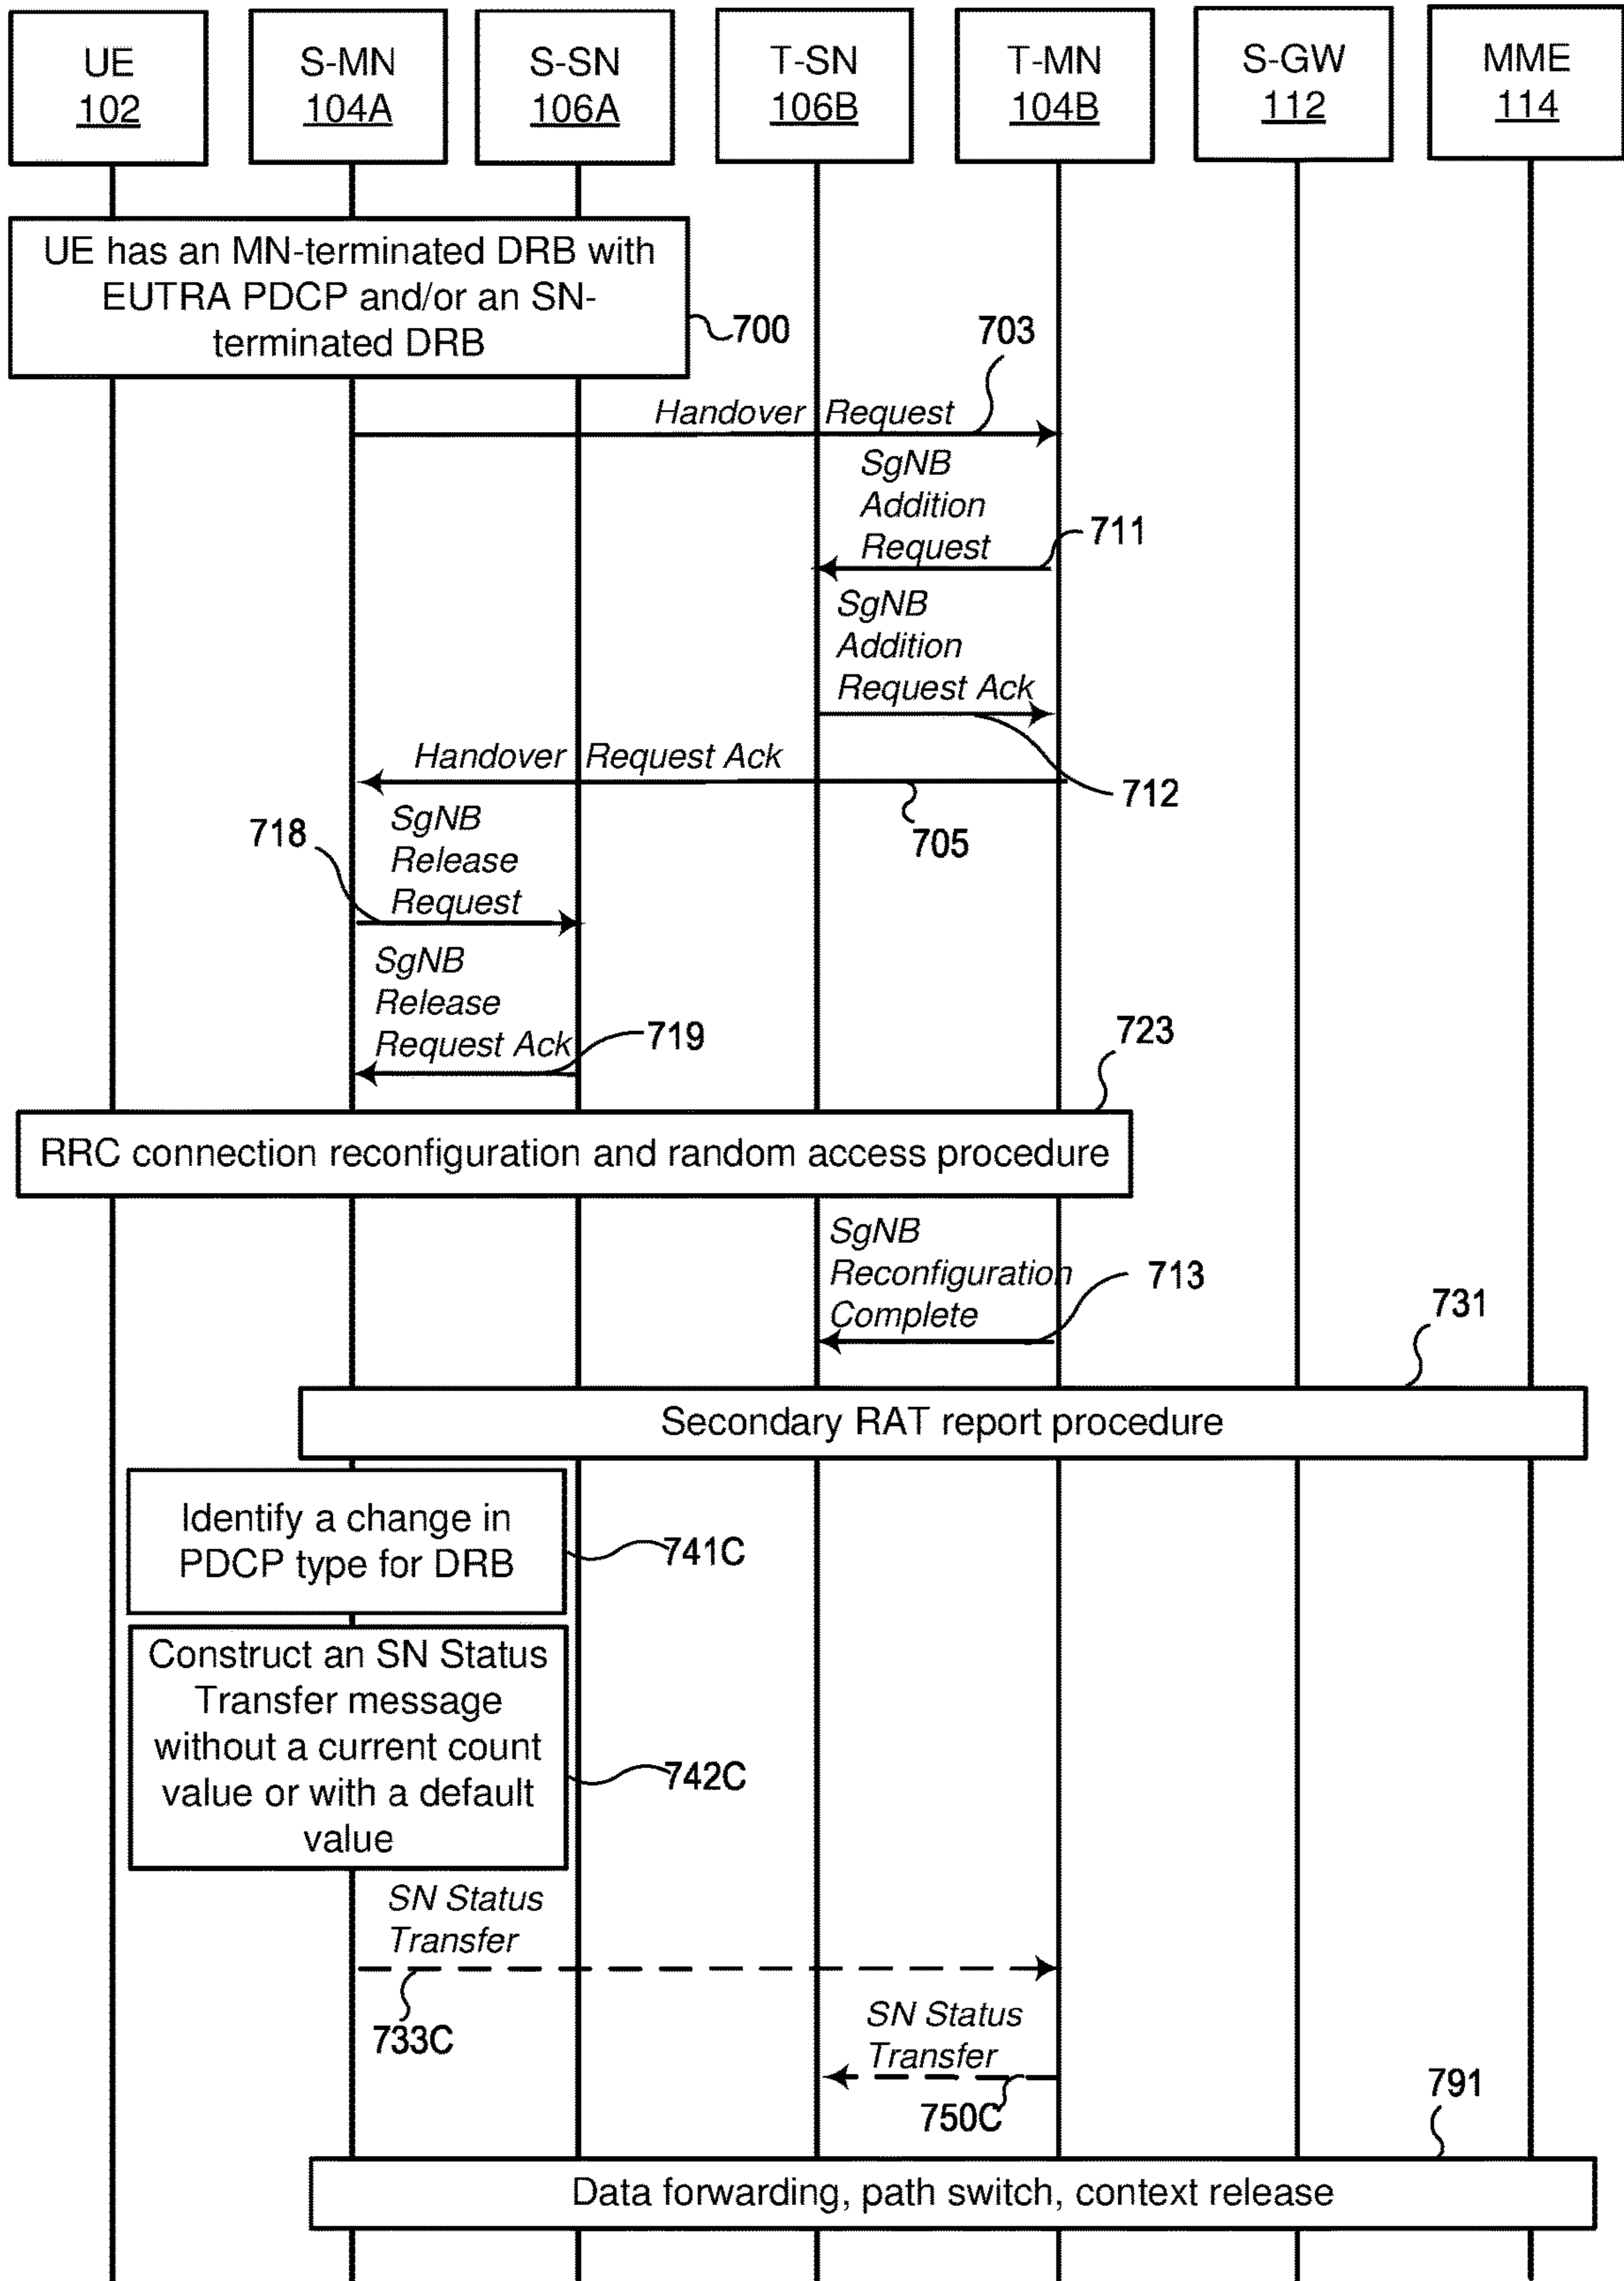 UE
102
S-MN
104A
S-SN
106A
T-SN
106B
T-MN
104B
S-GW
112
MME
114
UE has an MN-terminated DRB with
EUTRA PDCP and/or an SN-
terminated DRB
700
703
Handover Request
SgNB
Addition
Request
711
SgNB
Addition
Request Ack
712
Handover Request Ack
705
718
SgNB
Release
Request
SgNB
Release
Request Ack
719
723
RRC connection reconfiguration and random access procedure
SgNB
Reconfiguration
Complete
713
731
Secondary RAT report procedure
Identify a change in
PDCP type for DRB
741C
Construct an SN Status
Transfer message
without a current count
value or with a default
value
742C
SN Status
Transfer
733C
SN Status
Transfer
750C
791
Data forwarding, path switch, context release